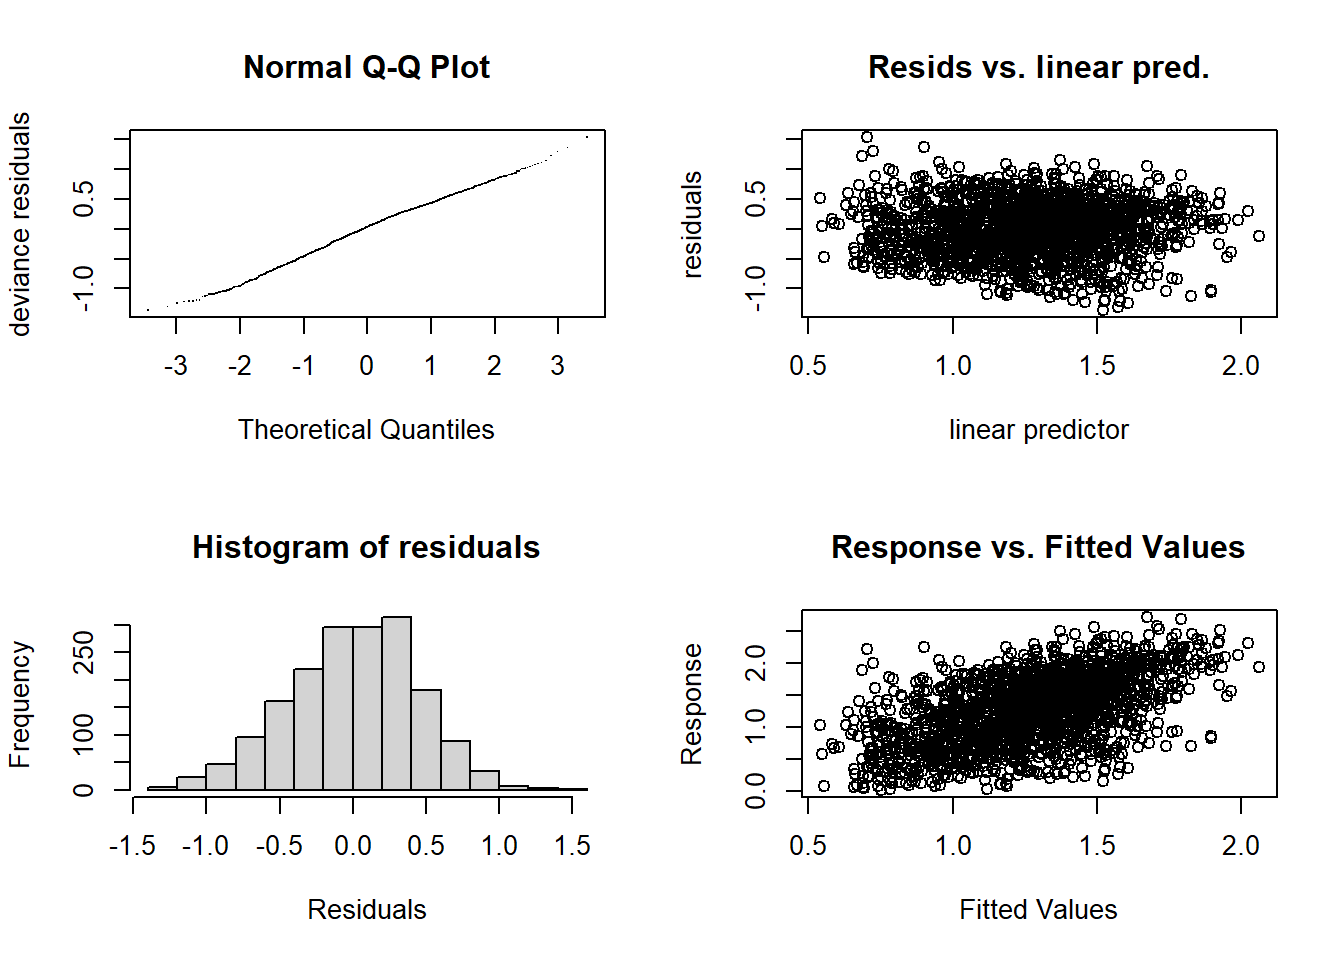 Normal Q-Q Plot
deviance residuals
-1.0 0.5
-3 -2 -1 0 1 2 3
Theoretical Quantiles
Resids vs. linear pred.
residuals
-1.0 0.5
0.5 1.0 1.5 2.0
linear predictor
Histogram of residuals
Frequency
0 100 250
-1.5 -1.0 -0.5 0.0 0.5 1.0 1.5
Residuals
Response vs. Fitted Values
Response
0.0 1.0 2.0
0.5 1.0 1.5 2.0
Fitted Values